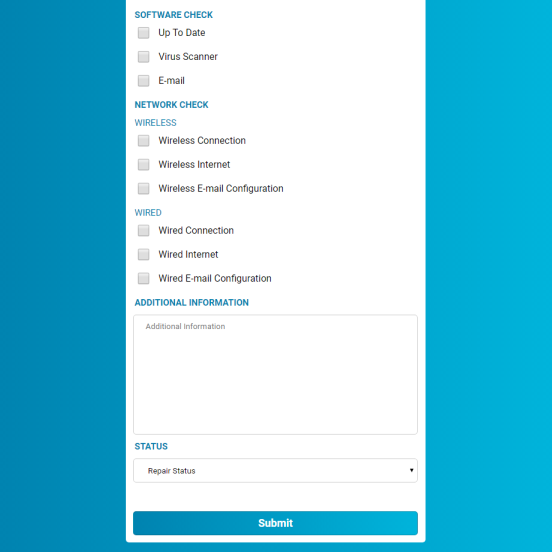 SOFTWARE CHECK
Up To Date
Virus Scanner
E-mail
NETWORK CHECK
WIRELESS
Wireless Connection
Wireless Internet
Wireless E-mail Configuration
WIRED
Wired Connection
Wired Internet
Wired E-mail Configuration
ADDITIONAL INFORMATION
Additional Information
STATUS
Repair Status
Submit